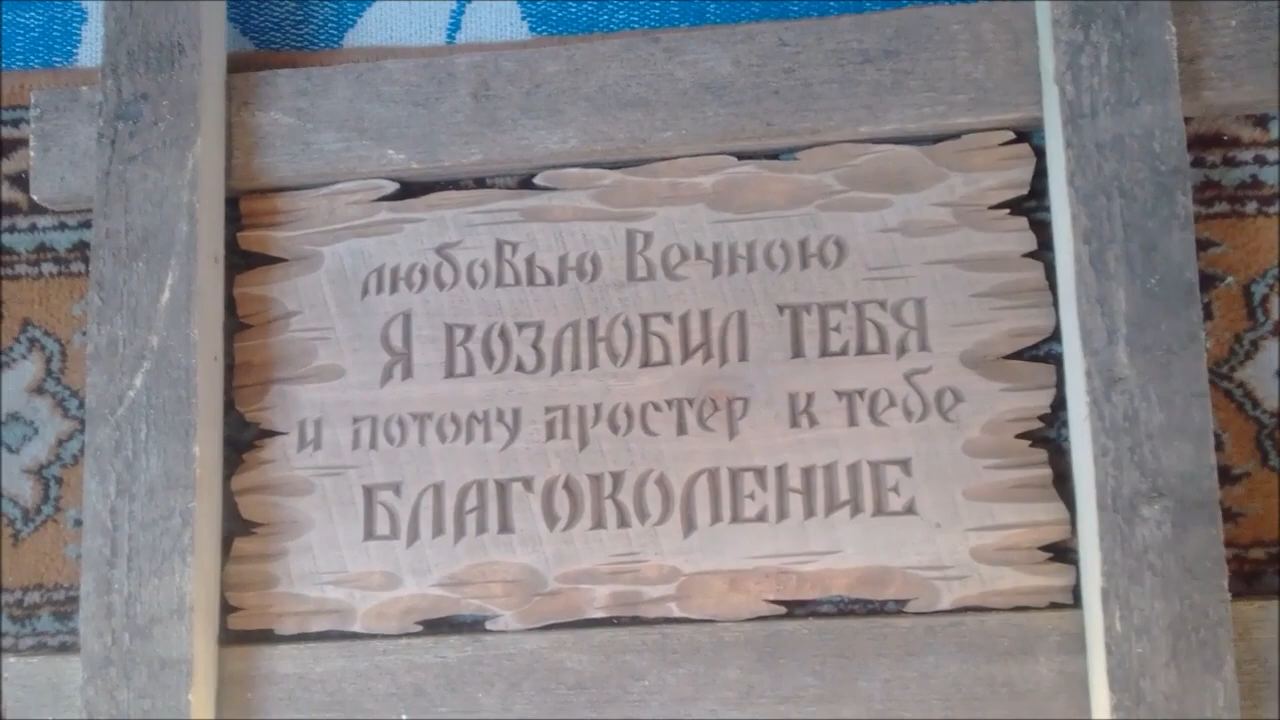 любовью Вечною
Я ВОЗЛЮБИЛ ТЕБЯ
и потому простер к тебе
БЛАГОКОЛЕНИЕ